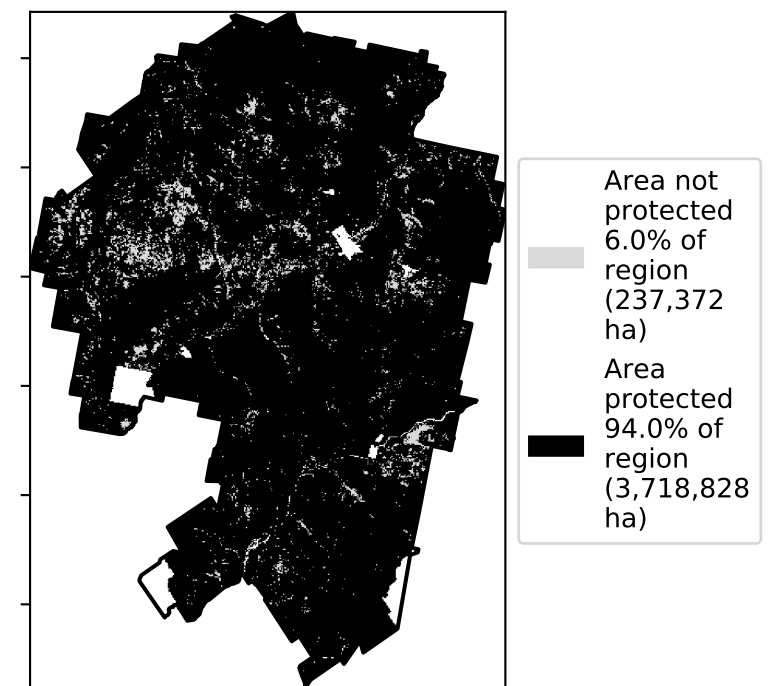 Area not
protected
6.0% of
region
(237,372
ha)
Area
protected
94.0% of
region
(3,718,828
ha)